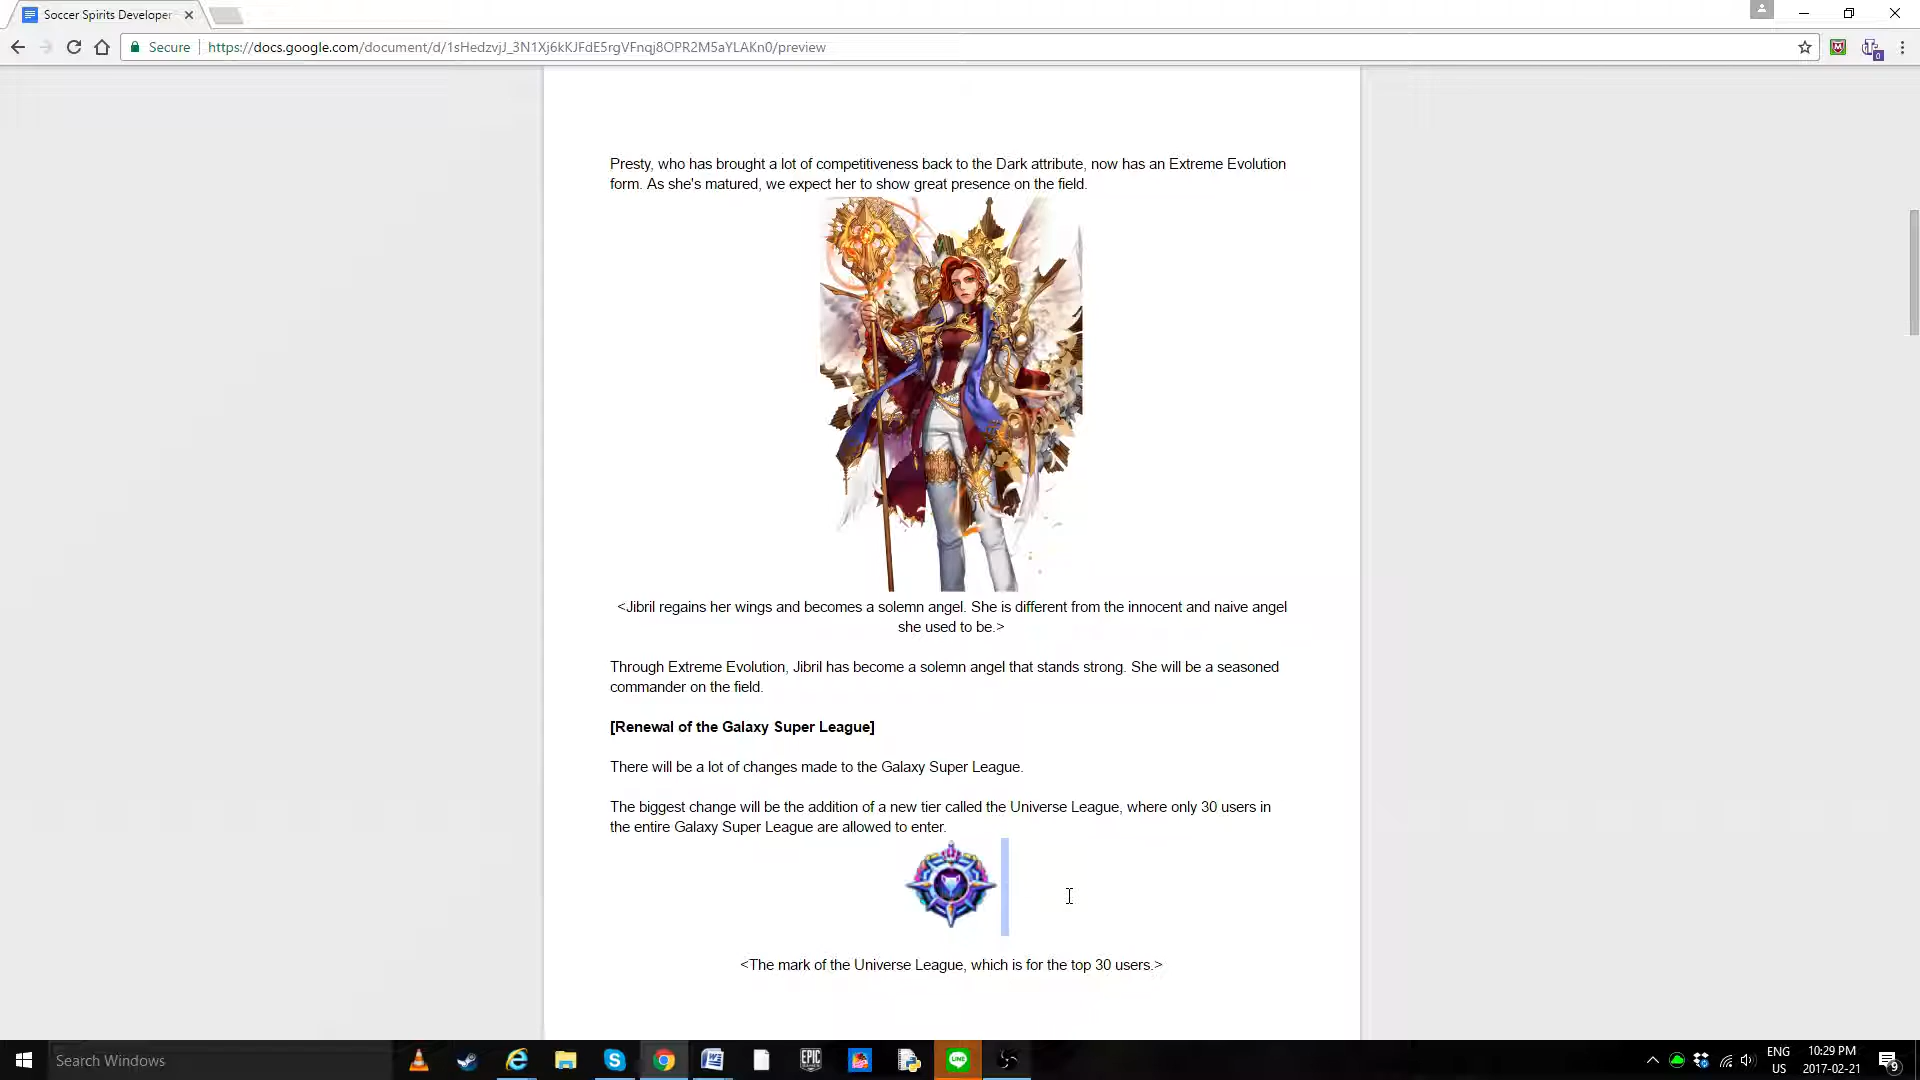 Soccer Spirits Developer
Secure
https://docs.google.com/document/d/1sHedzvjJ_3N1Xj6kKJFdE5rgVFnqj8OPR2M5aYLAKn0/preview
0
Presty, who has brought a lot of competitiveness back to the Dark attribute, now has an Extreme Evolution
form. As she's matured, we expect her to show great presence on the field.
<Jibril regains her wings and becomes a solemn angel. She is different from the innocent and naive angel
she used to be.>
Through Extreme Evolution, Jibril has become a solemn angel that stands strong. She will be a seasoned
commander on the field.
[Renewal of the Galaxy Super League]
There will be a lot of changes made to the Galaxy Super League.
The biggest change will be the addition of a new tier called the Universe League, where only 30 users in
the entire Galaxy Super League are allowed to enter.
<The mark of the Universe League, which is for the top 30 users.>
Search Windows
EPIC
LINE
ENG
US
10:29 PM
2017-02-21
9